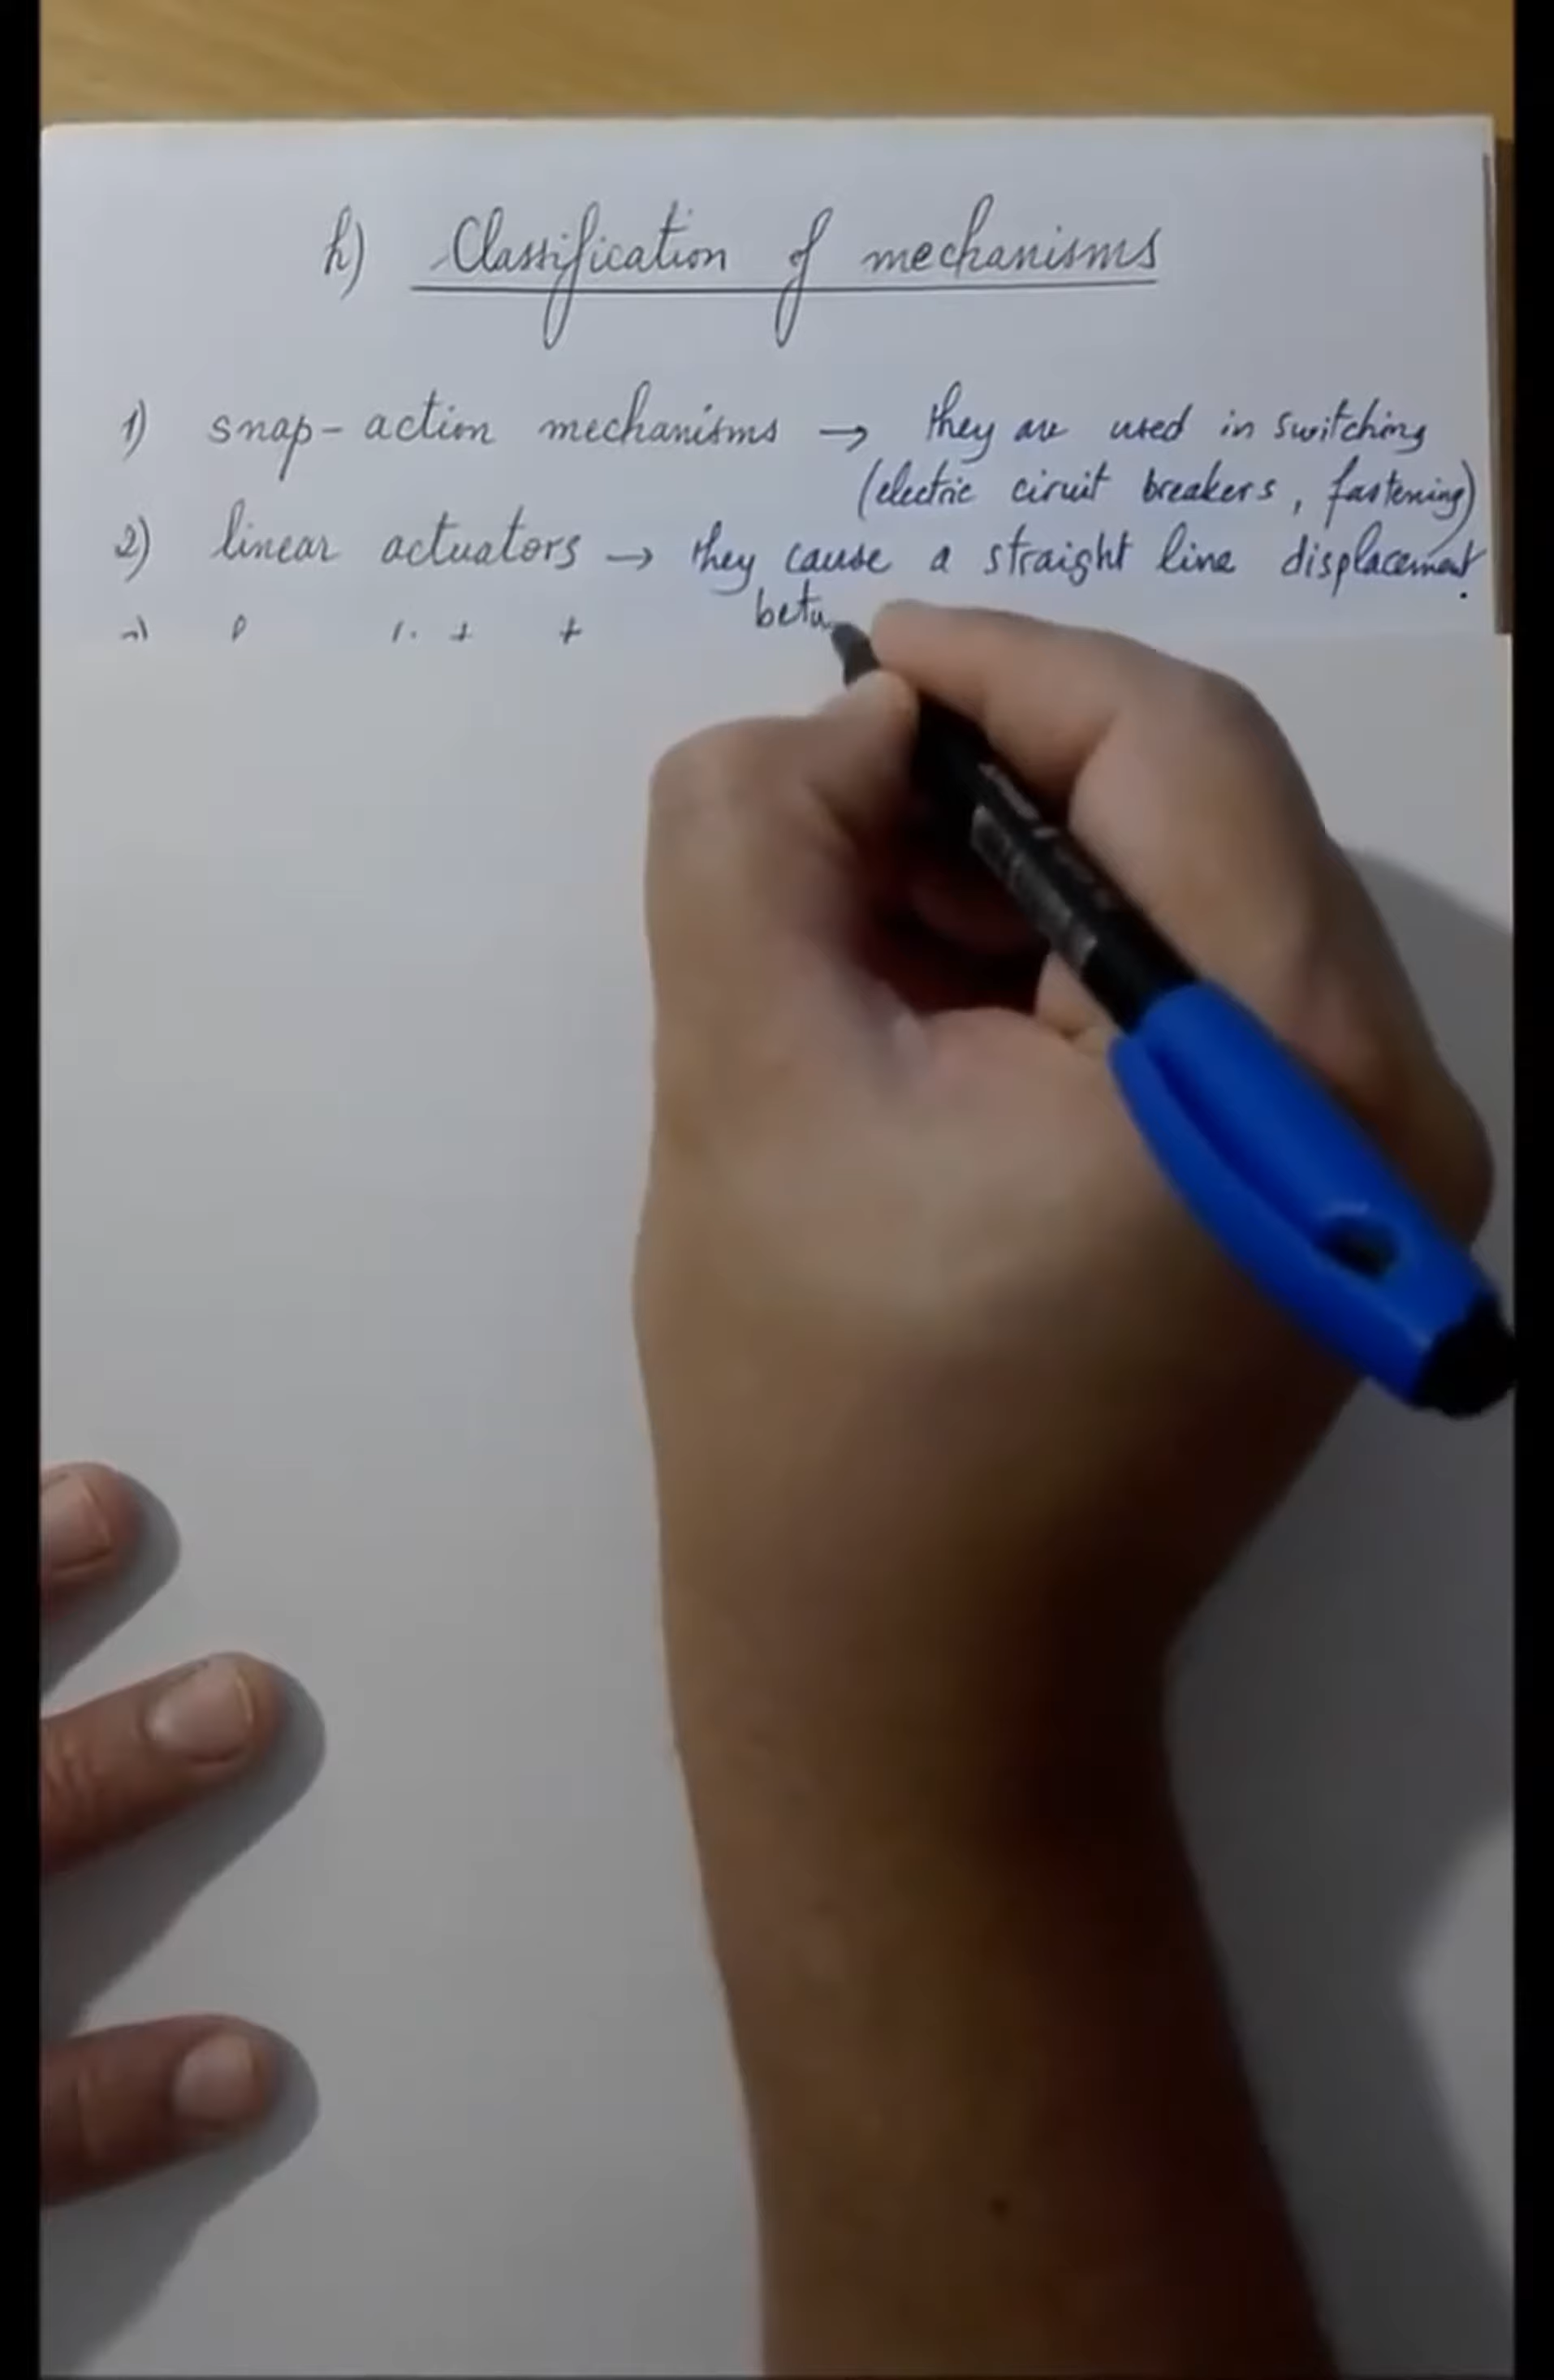 h) Classification of mechanisms
1) snap-action mechanisms → they are used in switching
(electric ciruit breakers, fastening)
2) linear actuators → they cause a straight line displacement.
betw